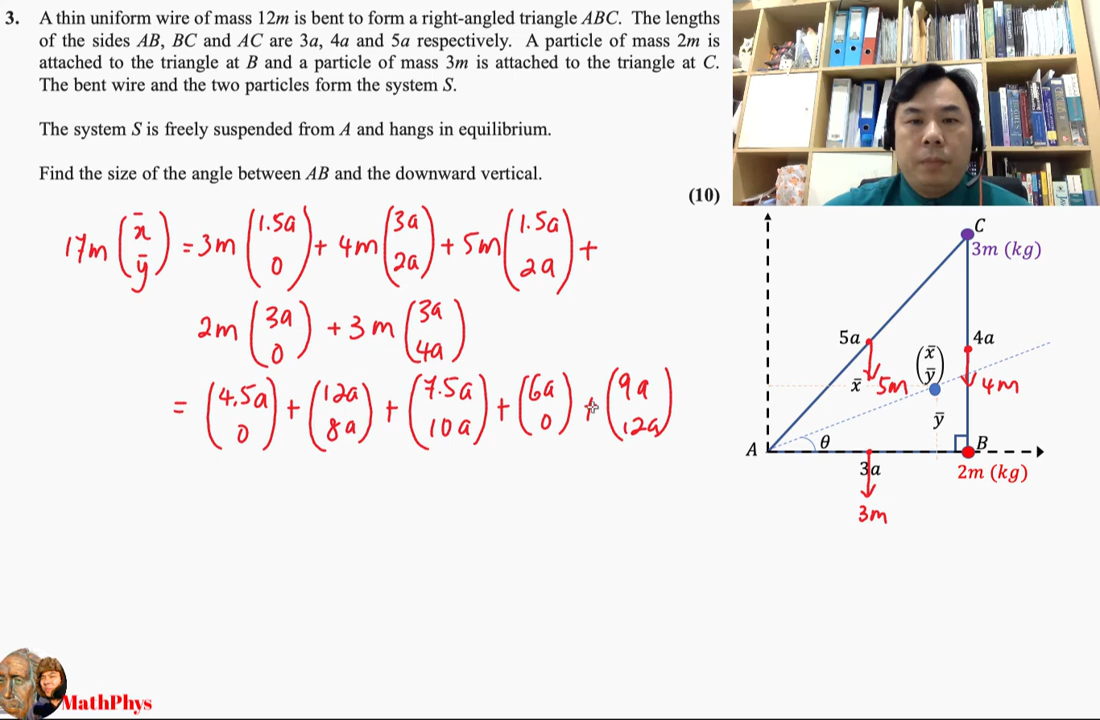 3. A thin uniform wire of mass 12m is bent to form a right-angled triangle ABC. The lengths
of the sides AB, BC and AC are 3a, 4a and 5a respectively. A particle of mass 2m is
attached to the triangle at B and a particle of mass 3m is attached to the triangle at C.
The bent wire and the two particles form the system S.
The system S is freely suspended from A and hangs in equilibrium.
Find the size of the angle between AB and the downward vertical.
(10)
17m (x̄ ȳ) = 3m (1.5a 0) + 4m (3a 2a) + 5m (1.5a 2a) +
2m (3a 0) + 3m (3a 4a)
= (4.5a 0) + (12a 8a) + (7.5a 10a) + (6a 0) + (9a 12a)
C
3m (kg)
5a
4a
(x̄ ȳ)
x̄
5m
4m
ȳ
A
θ
B
3a
2m (kg)
3m
MathPhys